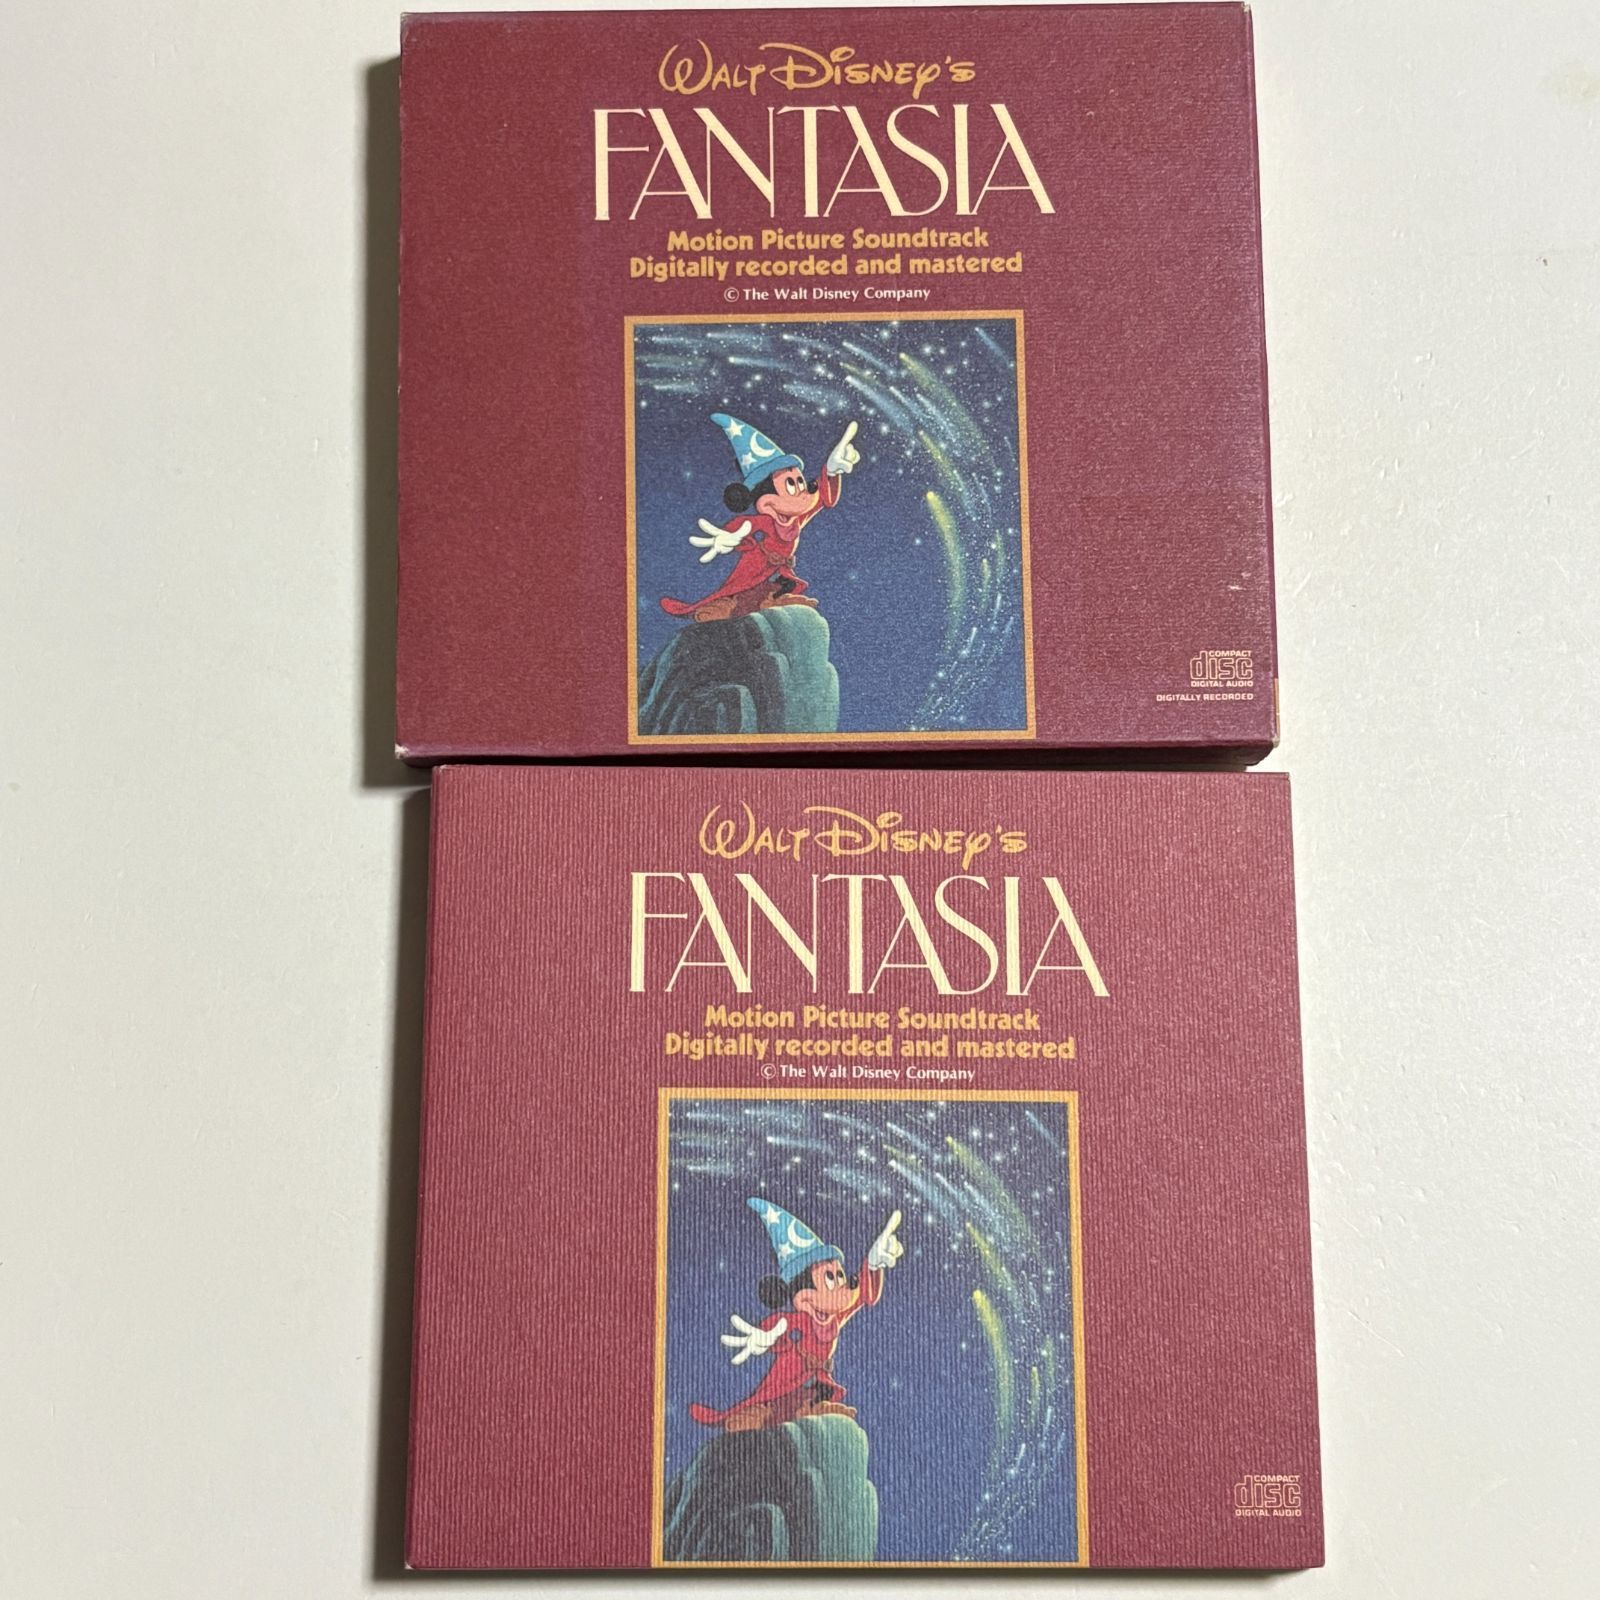 WALT DISNEY'S
FANTASIA
Motion Picture Soundtrack
Digitally recorded and mastered
© The Walt Disney Company
COMPACT
disc
DIGITAL AUDIO
DIGITALLY RECORDED
WALT DISNEY'S
FANTASIA
Motion Picture Soundtrack
Digitally recorded and mastered
© The Walt Disney Company
COMPACT
disc
DIGITAL AUDIO